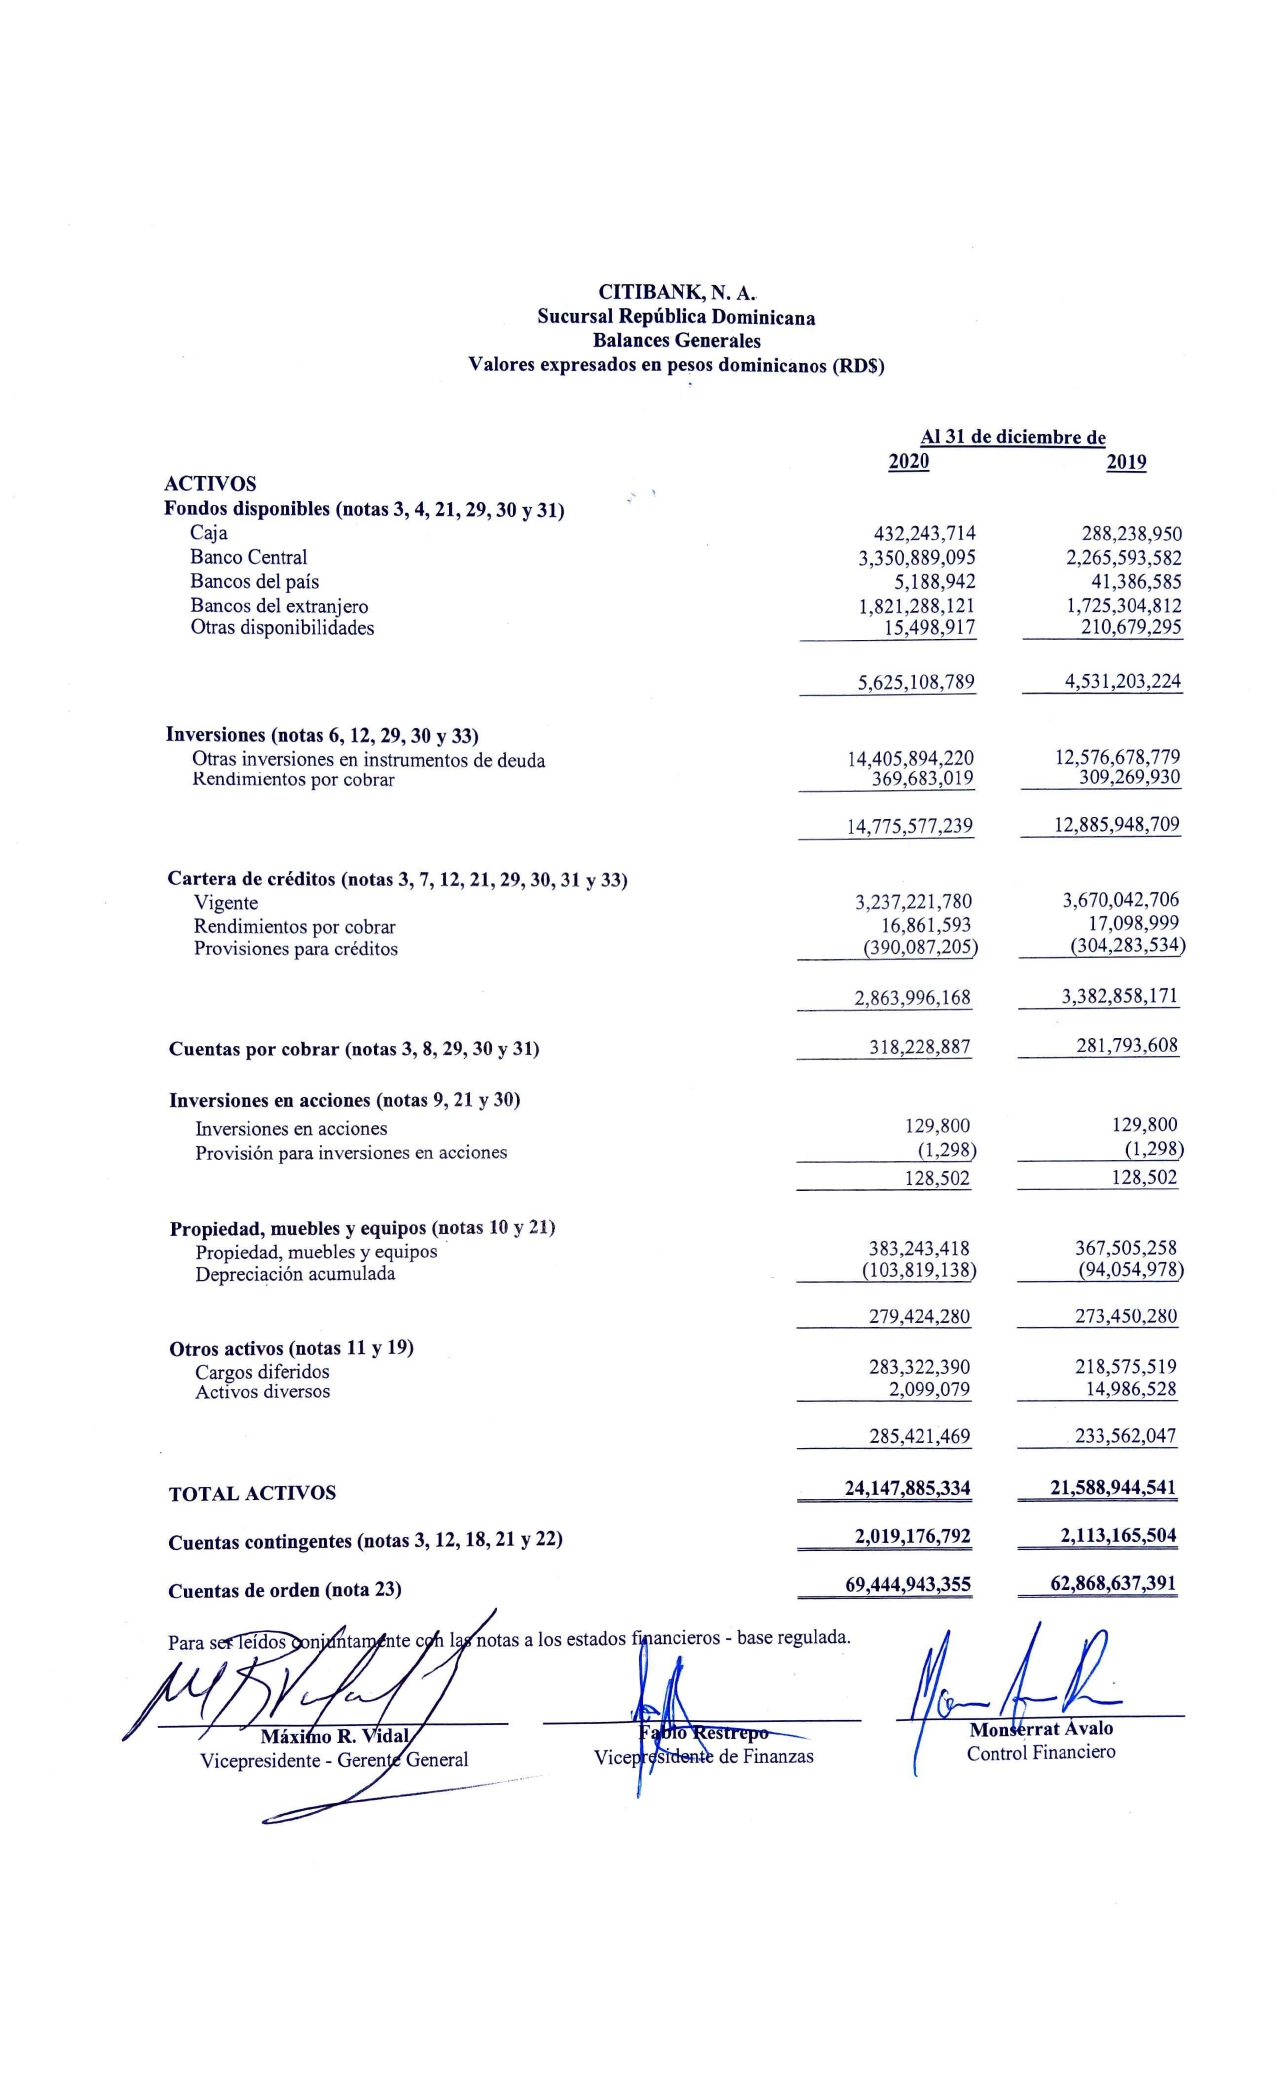 CITIBANK, N. A.
Sucursal República Dominicana
Balances Generales
Valores expresados en pesos dominicanos (RD$)
Al 31 de diciembre de
2020 2019
ACTIVOS
Fondos disponibles (notas 3, 4, 21, 29, 30 y 31)
Caja 432,243,714 288,238,950
Banco Central 3,350,889,095 2,265,593,582
Bancos del país 5,188,942 41,386,585
Bancos del extranjero 1,821,288,121 1,725,304,812
Otras disponibilidades 15,498,917 210,679,295
5,625,108,789 4,531,203,224
Inversiones (notas 6, 12, 29, 30 y 33)
Otras inversiones en instrumentos de deuda 14,405,894,220 12,576,678,779
Rendimientos por cobrar 369,683,019 309,269,930
14,775,577,239 12,885,948,709
Cartera de créditos (notas 3, 7, 12, 21, 29, 30, 31 y 33)
Vigente 3,237,221,780 3,670,042,706
Rendimientos por cobrar 16,861,593 17,098,999
Provisiones para créditos (390,087,205) (304,283,534)
2,863,996,168 3,382,858,171
Cuentas por cobrar (notas 3, 8, 29, 30 y 31) 318,228,887 281,793,608
Inversiones en acciones (notas 9, 21 y 30)
Inversiones en acciones 129,800 129,800
Provisión para inversiones en acciones (1,298) (1,298)
128,502 128,502
Propiedad, muebles y equipos (notas 10 y 21)
Propiedad, muebles y equipos 383,243,418 367,505,258
Depreciación acumulada (103,819,138) (94,054,978)
279,424,280 273,450,280
Otros activos (notas 11 y 19)
Cargos diferidos 283,322,390 218,575,519
Activos diversos 2,099,079 14,986,528
285,421,469 233,562,047
TOTAL ACTIVOS 24,147,885,334 21,588,944,541
Cuentas contingentes (notas 3, 12, 18, 21 y 22) 2,019,176,792 2,113,165,504
Cuentas de orden (nota 23) 69,444,943,355 62,868,637,391
Para ser leídos conjuntamente con las notas a los estados financieros - base regulada.
Máximo R. Vidal Fabio Restrepo Monserrat Ávalo
Vicepresidente - Gerente General Vicepresidente de Finanzas Control Financiero